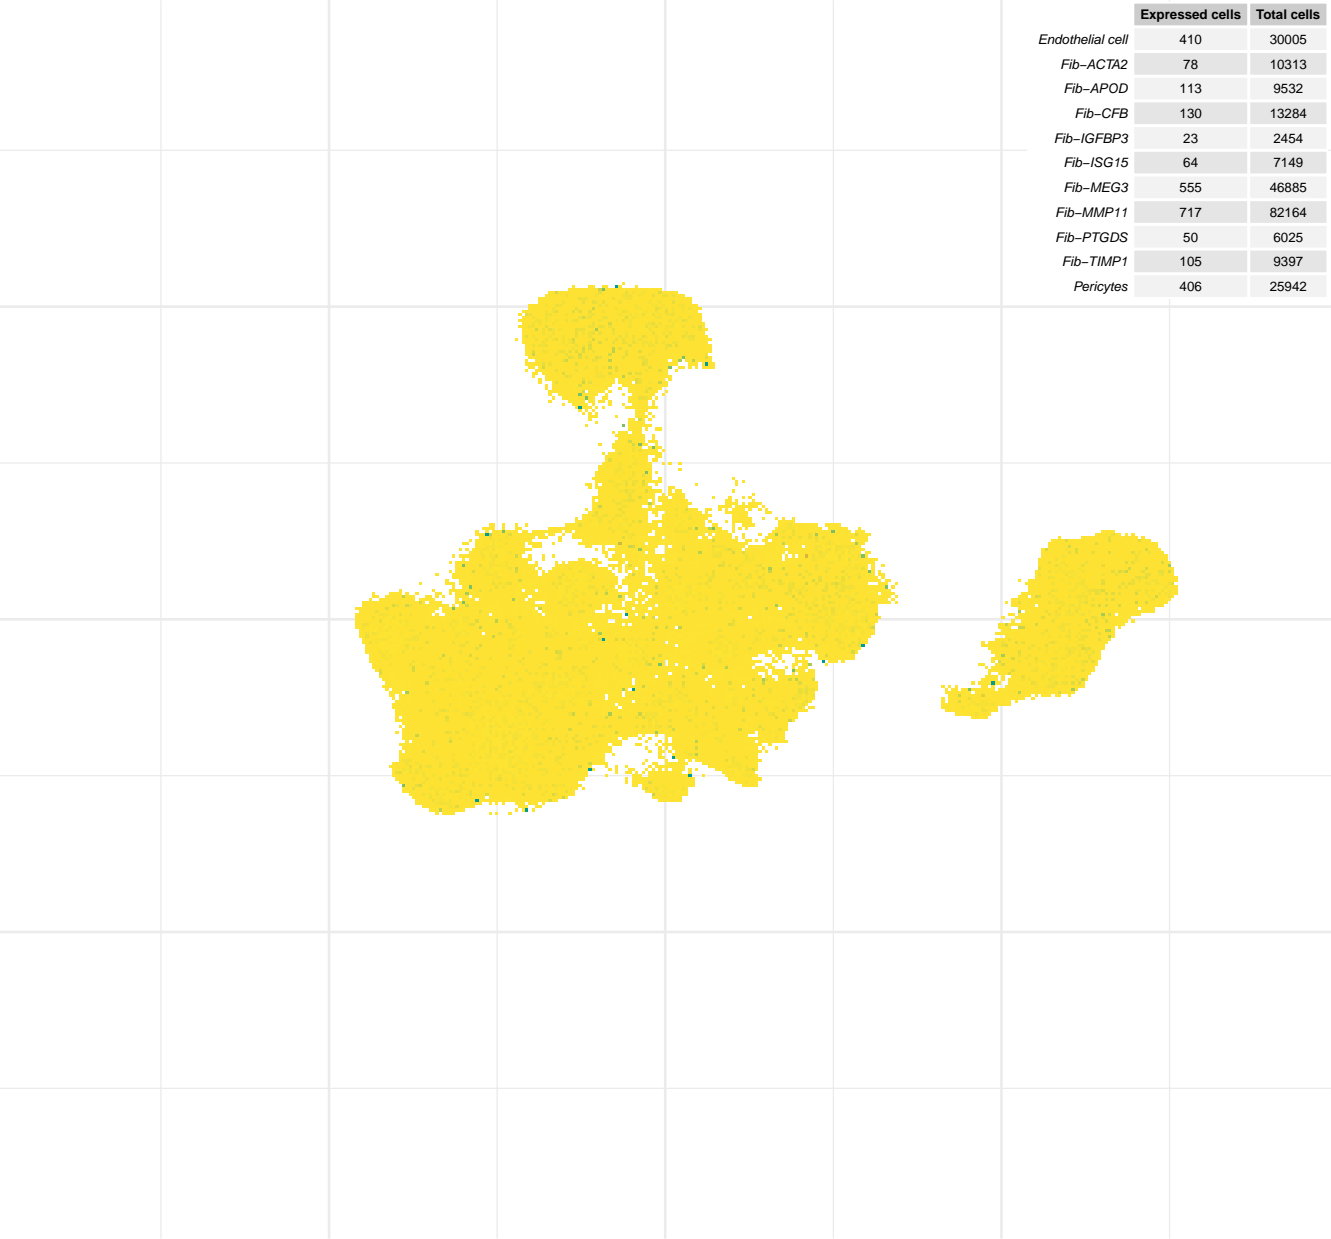 Expressed cells Total cells
Endothelial cell 410 30005
Fib−ACTA2 78 10313
Fib−APOD 113 9532
Fib−CFB 130 13284
Fib−IGFBP3 23 2454
Fib−ISG15 64 7149
Fib−MEG3 555 46885
Fib−MMP11 717 82164
Fib−PTGDS 50 6025
Fib−TIMP1 105 9397
Pericytes 406 25942